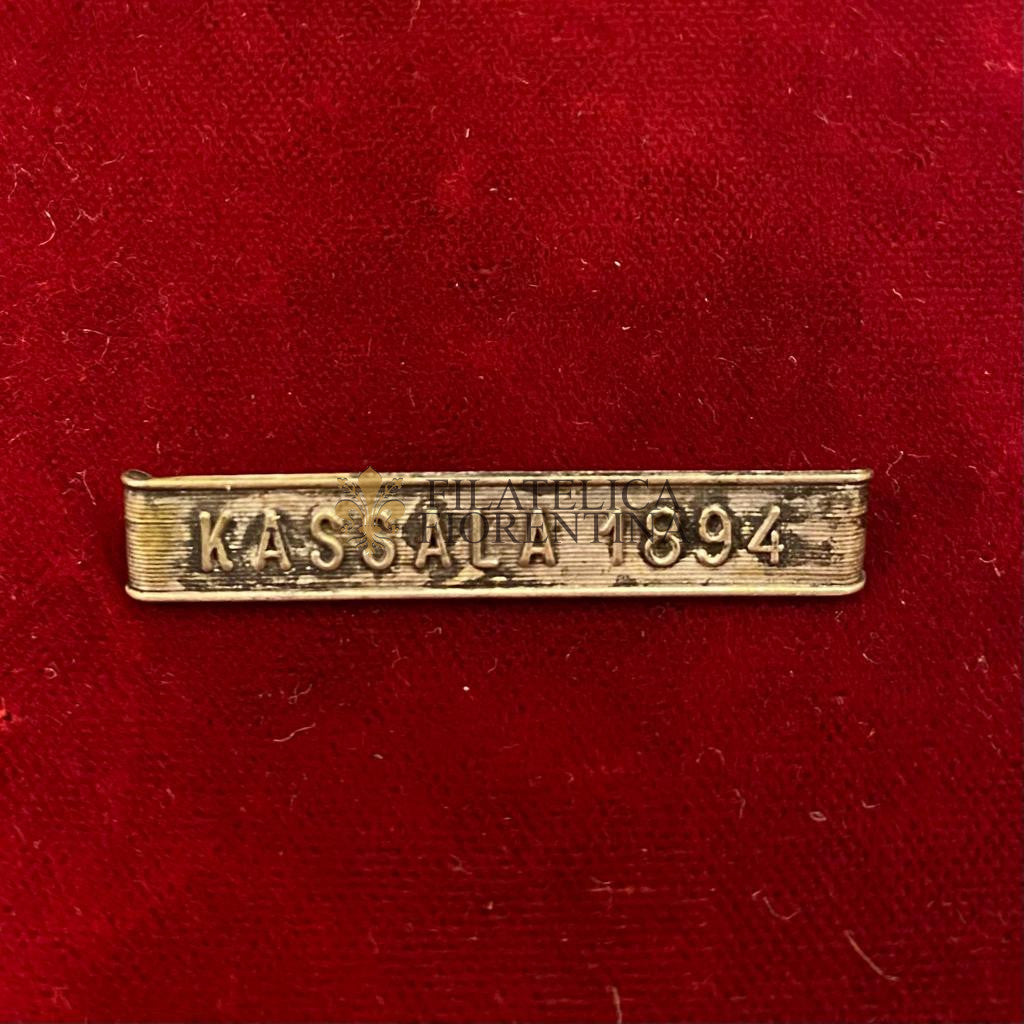 KASSALA 1894
FILATELICA
FIORENTINA